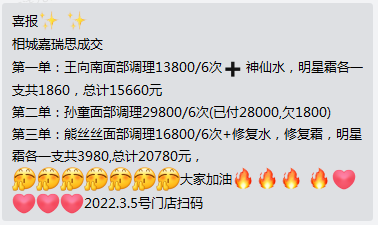 喜报✨ ✨
相城嘉瑞思成交
第一单：王向南面部调理13800/6次➕ 神仙水，明星霜各一
支共1860，总计15660元
第二单：孙童面部调理29800/6次(已付28000,欠1800)
第三单：能丝丝面部调理16800/6次+修复水，修复霜，明星
霜各一支共3980,总计20780元，
大家加油🔥🔥🔥🔥❤
❤❤❤2022.3.5号门店扫码